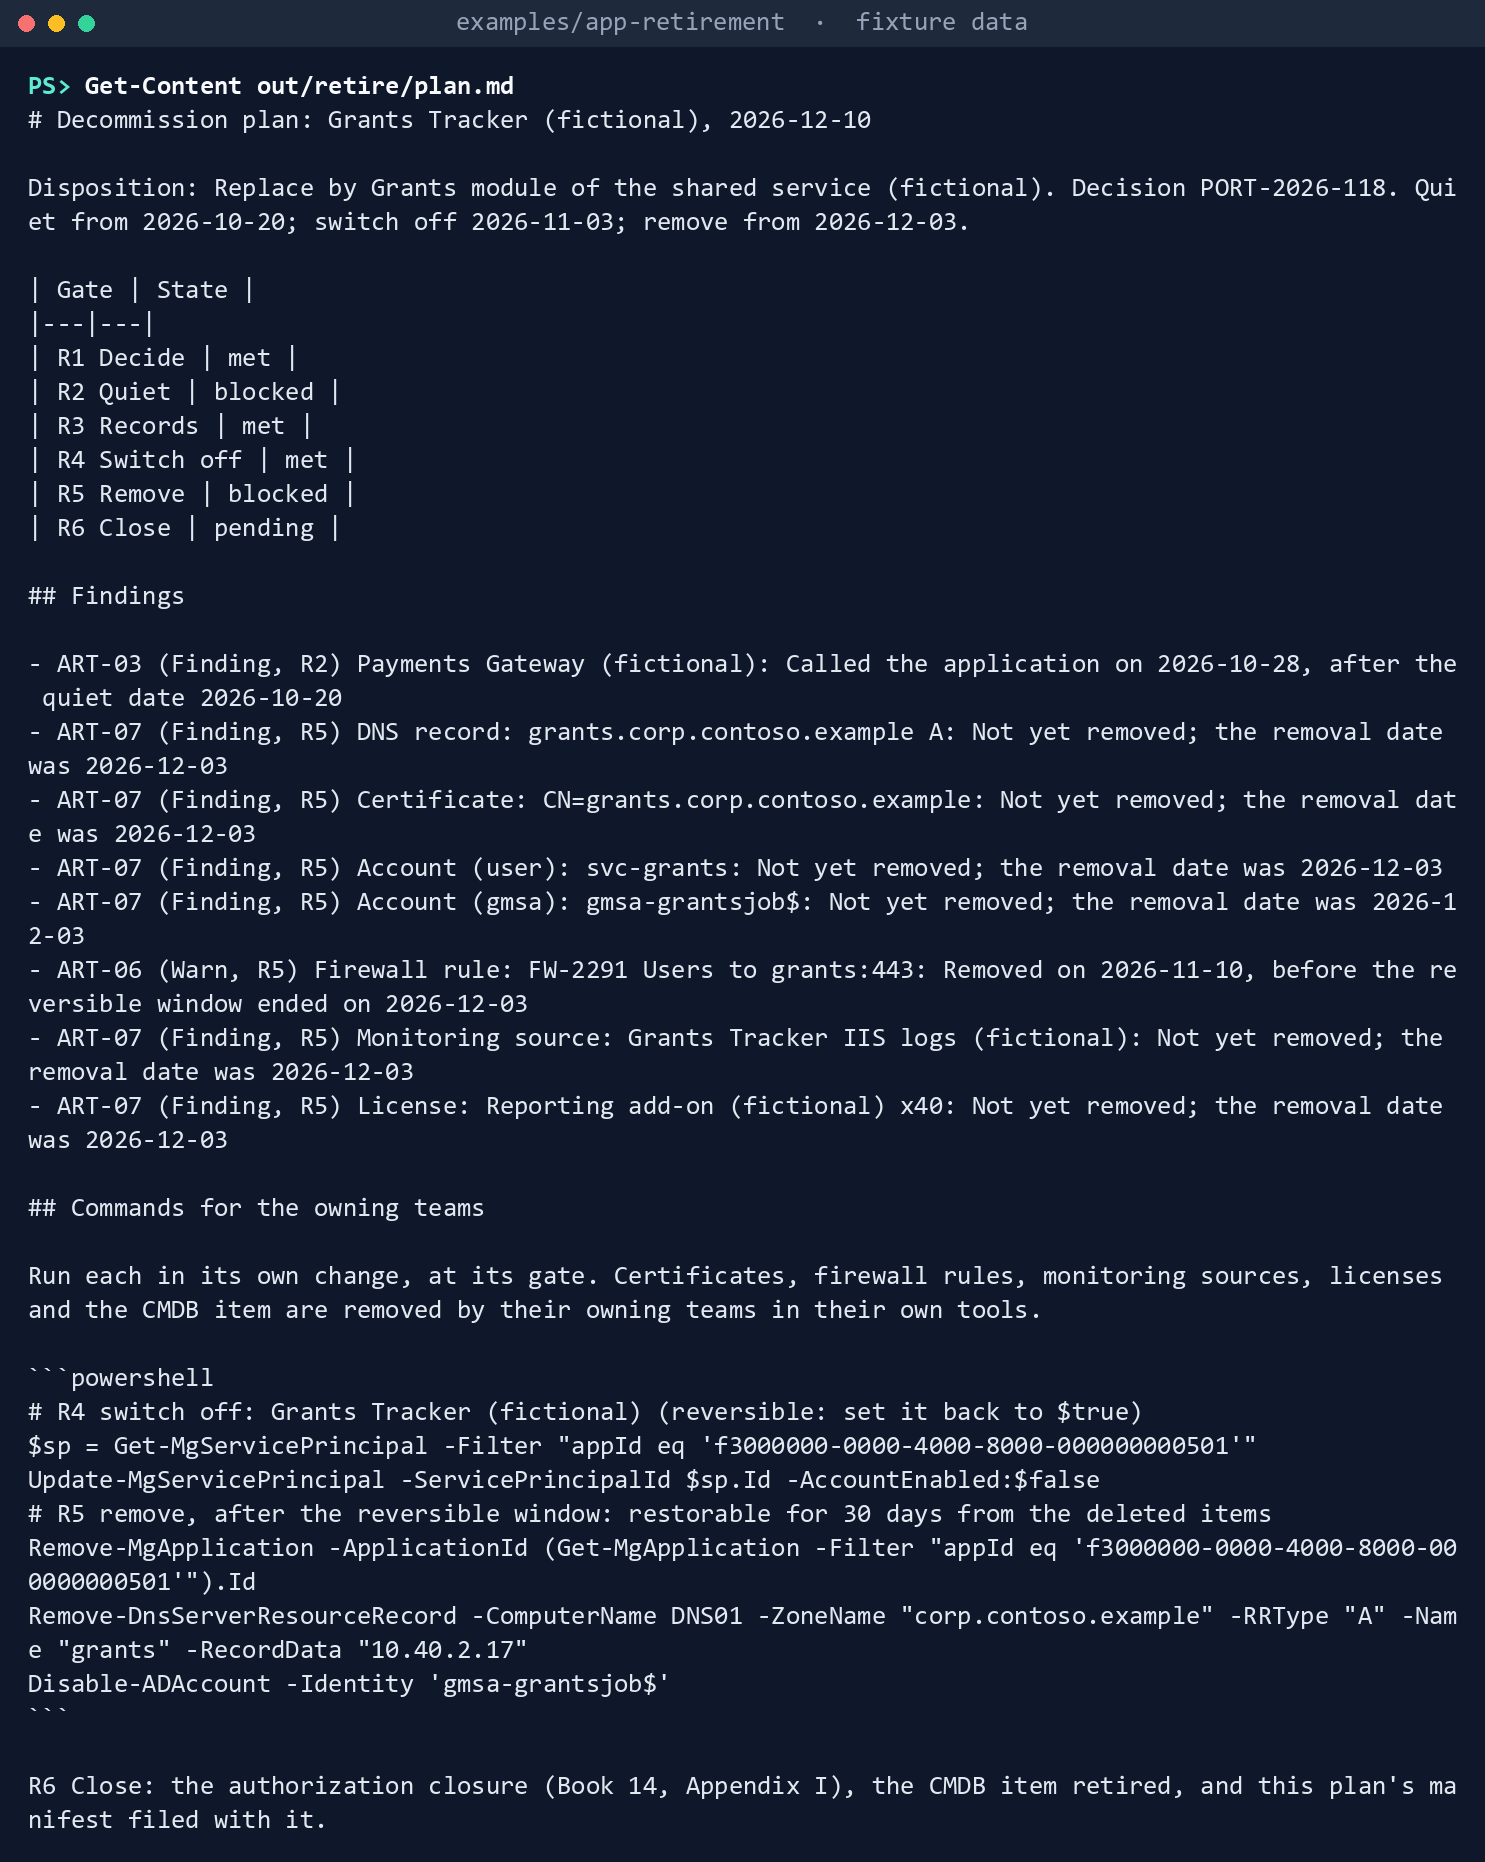 examples/app-retirement · fixture data
PS> Get-Content out/retire/plan.md
# Decommission plan: Grants Tracker (fictional), 2026-12-10

Disposition: Replace by Grants module of the shared service (fictional). Decision PORT-2026-118. Qui
et from 2026-10-20; switch off 2026-11-03; remove from 2026-12-03.

| Gate | State |
|---|---|
| R1 Decide | met |
| R2 Quiet | blocked |
| R3 Records | met |
| R4 Switch off | met |
| R5 Remove | blocked |
| R6 Close | pending |

## Findings

- ART-03 (Finding, R2) Payments Gateway (fictional): Called the application on 2026-10-28, after the
 quiet date 2026-10-20
- ART-07 (Finding, R5) DNS record: grants.corp.contoso.example A: Not yet removed; the removal date
was 2026-12-03
- ART-07 (Finding, R5) Certificate: CN=grants.corp.contoso.example: Not yet removed; the removal dat
e was 2026-12-03
- ART-07 (Finding, R5) Account (user): svc-grants: Not yet removed; the removal date was 2026-12-03
- ART-07 (Finding, R5) Account (gmsa): gmsa-grantsjob$: Not yet removed; the removal date was 2026-1
2-03
- ART-06 (Warn, R5) Firewall rule: FW-2291 Users to grants:443: Removed on 2026-11-10, before the re
versible window ended on 2026-12-03
- ART-07 (Finding, R5) Monitoring source: Grants Tracker IIS logs (fictional): Not yet removed; the
removal date was 2026-12-03
- ART-07 (Finding, R5) License: Reporting add-on (fictional) x40: Not yet removed; the removal date
was 2026-12-03

## Commands for the owning teams

Run each in its own change, at its gate. Certificates, firewall rules, monitoring sources, licenses
and the CMDB item are removed by their owning teams in their own tools.

```powershell
# R4 switch off: Grants Tracker (fictional) (reversible: set it back to $true)
$sp = Get-MgServicePrincipal -Filter "appId eq 'f3000000-0000-4000-8000-000000000501'"
Update-MgServicePrincipal -ServicePrincipalId $sp.Id -AccountEnabled:$false
# R5 remove, after the reversible window: restorable for 30 days from the deleted items
Remove-MgApplication -ApplicationId (Get-MgApplication -Filter "appId eq 'f3000000-0000-4000-8000-00
0000000501'").Id
Remove-DnsServerResourceRecord -ComputerName DNS01 -ZoneName "corp.contoso.example" -RRType "A" -Nam
e "grants" -RecordData "10.40.2.17"
Disable-ADAccount -Identity 'gmsa-grantsjob$'
```

R6 Close: the authorization closure (Book 14, Appendix I), the CMDB item retired, and this plan's ma
nifest filed with it.